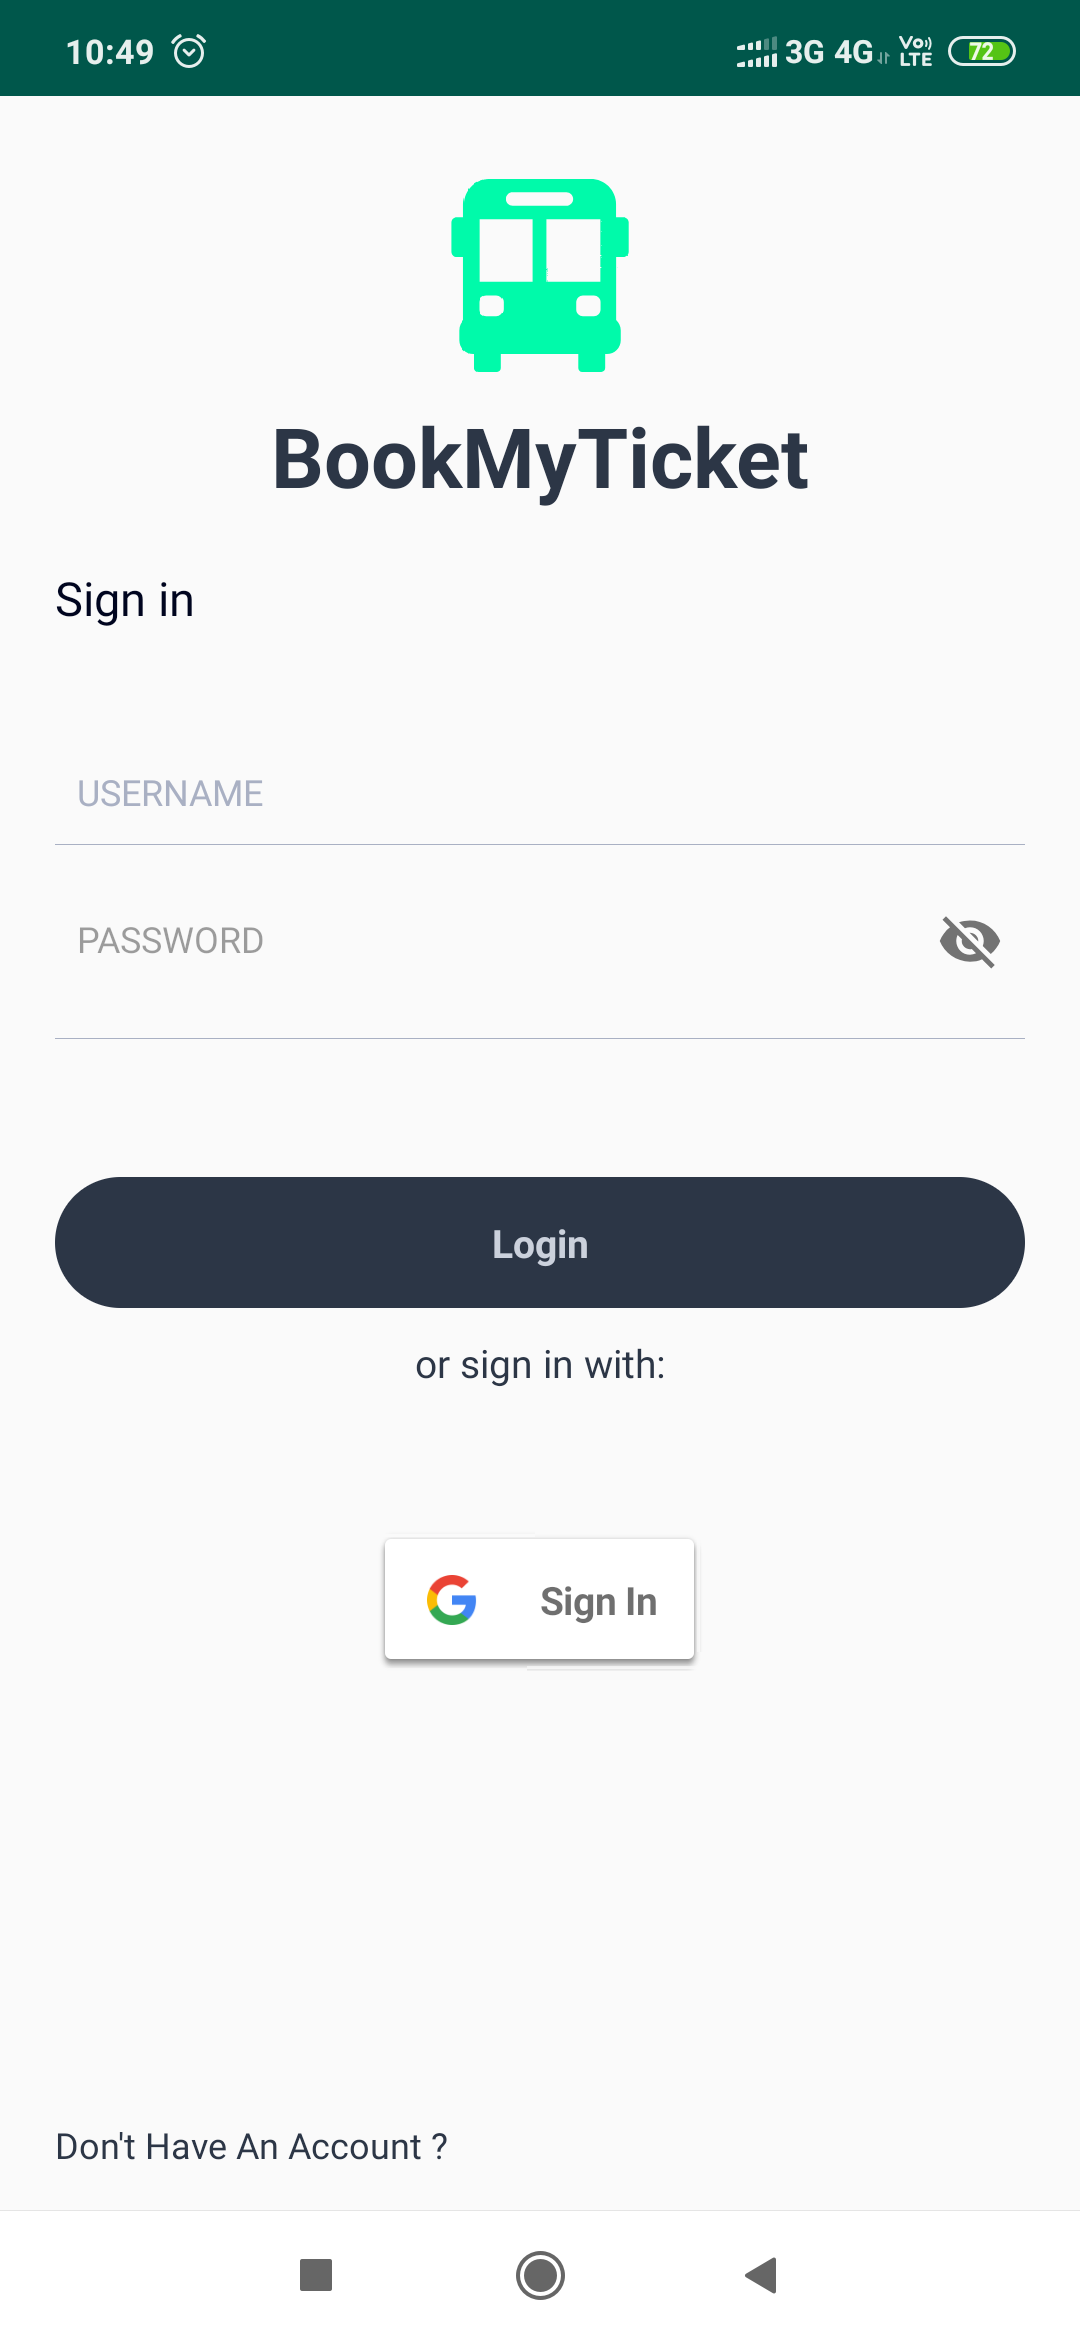 10:49 3G 4G Vo)) LTE 72
BookMyTicket
Sign in
USERNAME
PASSWORD
Login
or sign in with:
G Sign In
Don't Have An Account ?